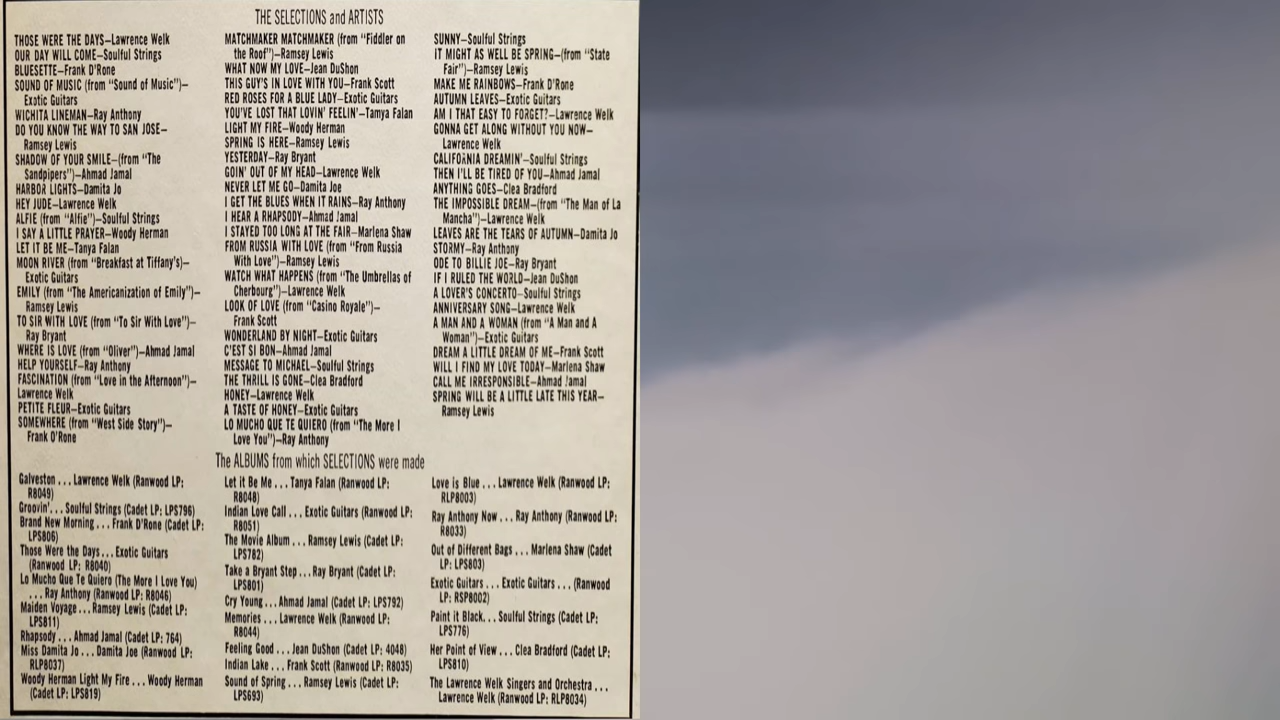 THE SELECTIONS and ARTISTS
THOSE WERE THE DAYS—Lawrence Welk
OUR DAY WILL COME—Soulful Strings
BLUESETTE—Frank D'Rone
SOUND OF MUSIC (from "Sound of Music")—
Exotic Guitars
WICHITA LINEMAN—Ray Anthony
DO YOU KNOW THE WAY TO SAN JOSE—
Ramsey Lewis
SHADOW OF YOUR SMILE—(from "The
Sandpipers")—Ahmad Jamal
HARBOR LIGHTS—Damita Jo
HEY JUDE—Lawrence Welk
ALFIE (from "Alfie")—Soulful Strings
I SAY A LITTLE PRAYER—Woody Herman
LET IT BE ME—Tanya Falan
MOON RIVER (from "Breakfast at Tiffany's)—
Exotic Guitars
EMILY (from "The Americanization of Emily")—
Ramsey Lewis
TO SIR WITH LOVE (from "To Sir With Love")—
Ray Bryant
WHERE IS LOVE (from "Oliver")—Ahmad Jamal
HELP YOURSELF—Ray Anthony
FASCINATION (from "Love in the Afternoon")—
Lawrence Welk
PETITE FLEUR—Exotic Guitars
SOMEWHERE (from "West Side Story")—
Frank O'Rone
MATCHMAKER MATCHMAKER (from "Fiddler on
the Roof")—Ramsey Lewis
WHAT NOW MY LOVE—Jean DuShon
THIS GUY'S IN LOVE WITH YOU—Frank Scott
RED ROSES FOR A BLUE LADY—Exotic Guitars
YOU'VE LOST THAT LOVIN' FEELIN'—Tamya Falan
LIGHT MY FIRE—Woody Herman
SPRING IS HERE—Ramsey Lewis
YESTERDAY—Ray Bryant
GOIN' OUT OF MY HEAD—Lawrence Welk
NEVER LET ME GO—Damita Joe
I GET THE BLUES WHEN IT RAINS—Ray Anthony
I HEAR A RHAPSODY—Ahmad Jamal
I STAYED TOO LONG AT THE FAIR—Marlena Shaw
FROM RUSSIA WITH LOVE (from "From Russia
With Love")—Ramsey Lewis
WATCH WHAT HAPPENS (from "The Umbrellas of
Cherbourg")—Lawrence Welk
LOOK OF LOVE (from "Casino Royale")—
Frank Scott
WONDERLAND BY NIGHT—Exotic Guitars
C'EST SI BON—Ahmad Jamal
MESSAGE TO MICHAEL—Soulful Strings
THE THRILL IS GONE—Clea Bradford
HONEY—Lawrence Welk
A TASTE OF HONEY—Exotic Guitars
LO MUCHO QUE TE QUIERO (from "The More I
Love You")—Ray Anthony
SUNNY—Soulful Strings
IT MIGHT AS WELL BE SPRING—(from "State
Fair")—Ramsey Lewis
MAKE ME RAINBOWS—Frank D'Rone
AUTUMN LEAVES—Exotic Guitars
AM I THAT EASY TO FORGET?—Lawrence Welk
GONNA GET ALONG WITHOUT YOU NOW—
Lawrence Welk
CALIFORNIA DREAMIN'—Soulful Strings
THEN I'LL BE TIRED OF YOU—Ahmad Jamal
ANYTHING GOES—Clea Bradford
THE IMPOSSIBLE DREAM—(from "The Man of La
Mancha")—Lawrence Welk
LEAVES ARE THE TEARS OF AUTUMN—Damita Jo
STORMY—Ray Anthony
ODE TO BILLIE JOE—Ray Bryant
IF I RULED THE WORLD—Jean DuShon
A LOVER'S CONCERTO—Soulful Strings
ANNIVERSARY SONG—Lawrence Welk
A MAN AND A WOMAN (from "A Man and A
Woman")—Exotic Guitars
DREAM A LITTLE DREAM OF ME—Frank Scott
WILL I FIND MY LOVE TODAY—Marlena Shaw
CALL ME IRRESPONSIBLE—Ahmad Jamal
SPRING WILL BE A LITTLE LATE THIS YEAR—
Ramsey Lewis
The ALBUMS from which SELECTIONS were made
Galveston . . . Lawrence Welk (Ranwood LP:
R8049)
Groovin'. . . Soulful Strings (Cadet LP: LPS796)
Brand New Morning . . . Frank D'Rone (Cadet LP:
LPS806)
Those Were the Days . . . Exotic Guitars
(Ranwood LP: R8040)
Lo Mucho Que Te Quiero (The More I Love You)
. . . Ray Anthony (Ranwood LP: R8046)
Maiden Voyage . . . Ramsey Lewis (Cadet LP:
LPS811)
Rhapsody . . . Ahmad Jamal (Cadet LP: 764)
Miss Damita Jo . . . Damita Joe (Ranwood LP:
RLP8037)
Woody Herman Light My Fire . . . Woody Herman
(Cadet LP: LPS819)
Let it Be Me . . . Tanya Falan (Ranwood LP:
R8048)
Indian Love Call . . . Exotic Guitars (Ranwood LP:
R8051)
The Movie Album . . . Ramsey Lewis (Cadet LP:
LPS782)
Take a Bryant Step . . . Ray Bryant (Cadet LP:
LPS801)
Cry Young . . . Ahmad Jamal (Cadet LP: LPS792)
Memories . . . Lawrence Welk (Ranwood LP:
R8044)
Feeling Good . . . Jean DuShon (Cadet LP: 4048)
Indian Lake . . . Frank Scott (Ranwood LP: R8035)
Sound of Spring . . . Ramsey Lewis (Cadet LP:
LPS693)
Love is Blue . . . Lawrence Welk (Ranwood LP:
RLP8003)
Ray Anthony Now . . . Ray Anthony (Ranwood LP:
R8033)
Out of Different Bags . . . Marlena Shaw (Cadet
LP: LPS803)
Exotic Guitars . . . Exotic Guitars . . . (Ranwood
LP: RSP8002)
Paint it Black. . . Soulful Strings (Cadet LP:
LPS776)
Her Point of View . . . Clea Bradford (Cadet LP:
LPS810)
The Lawrence Welk Singers and Orchestra . . .
Lawrence Welk (Ranwood LP: RLP8034)